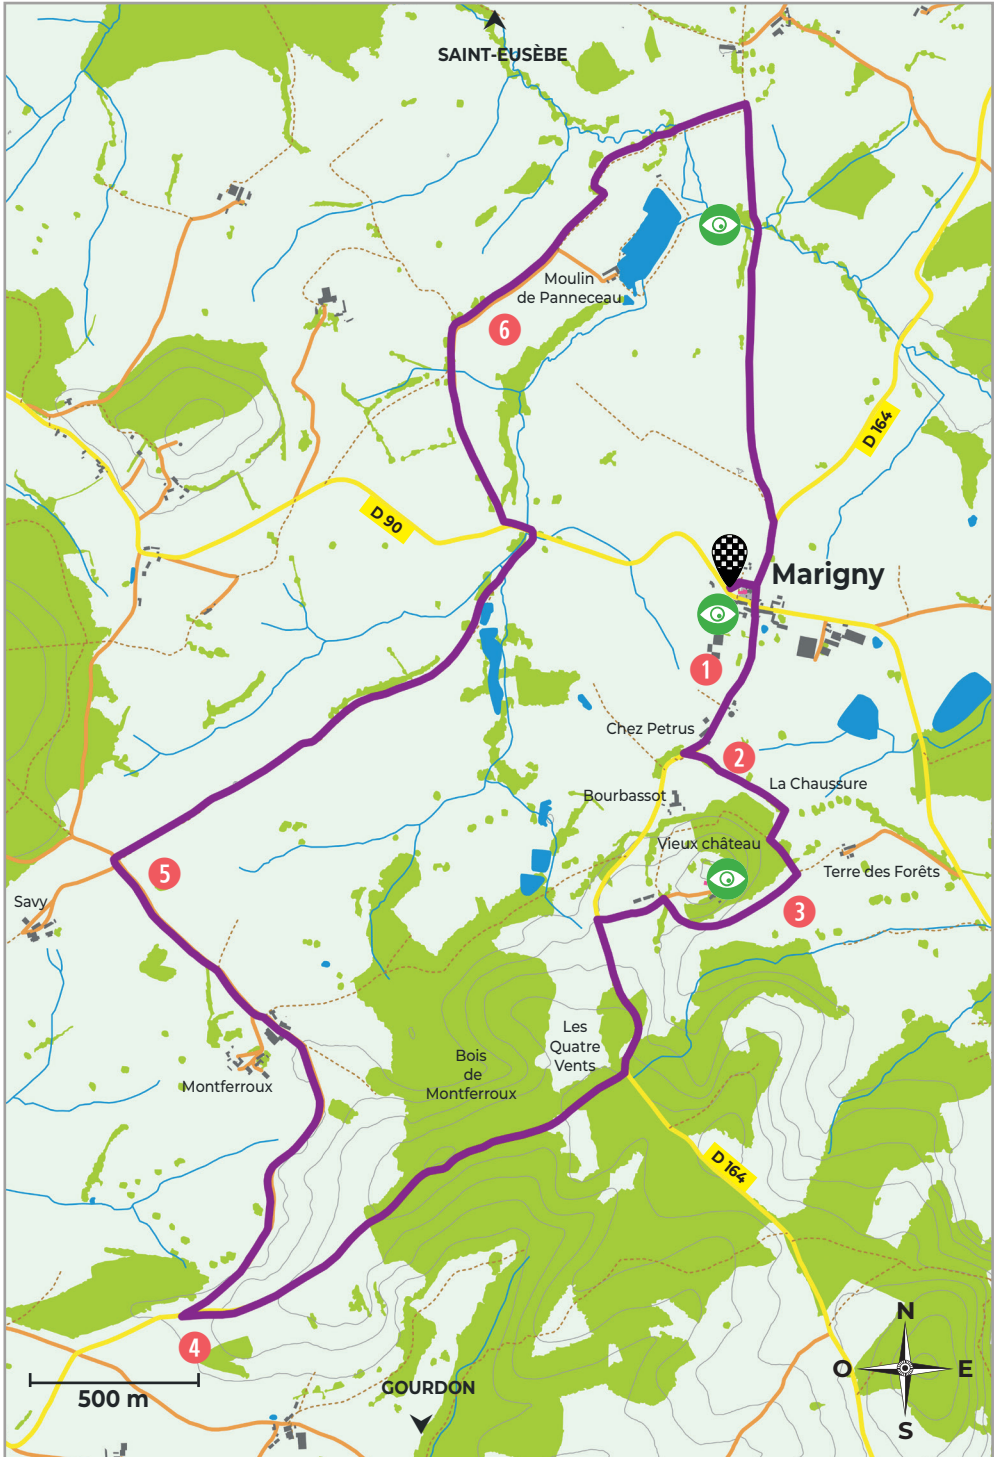 SAINT-EUSÈBE
Moulin
de Panneceau
6
D 164
D 90
Marigny
1
Chez Petrus
2
La Chaussure
Bourbassot
Vieux château
5
Terre des Forêts
Savy
3
Les
Quatre
Vents
Bois
de
Montferroux
Montferroux
D 164
4
500 m
GOURDON
N
O
E
S